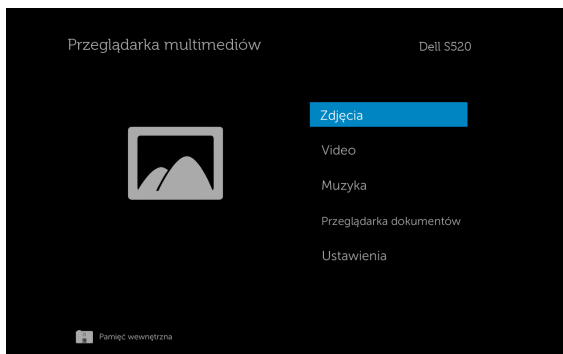 Przeglądarka multimediów
Dell S520
Zdjęcia
Video
Muzyka
Przeglądarka dokumentów
Ustawienia
Pamięć wewnętrzna